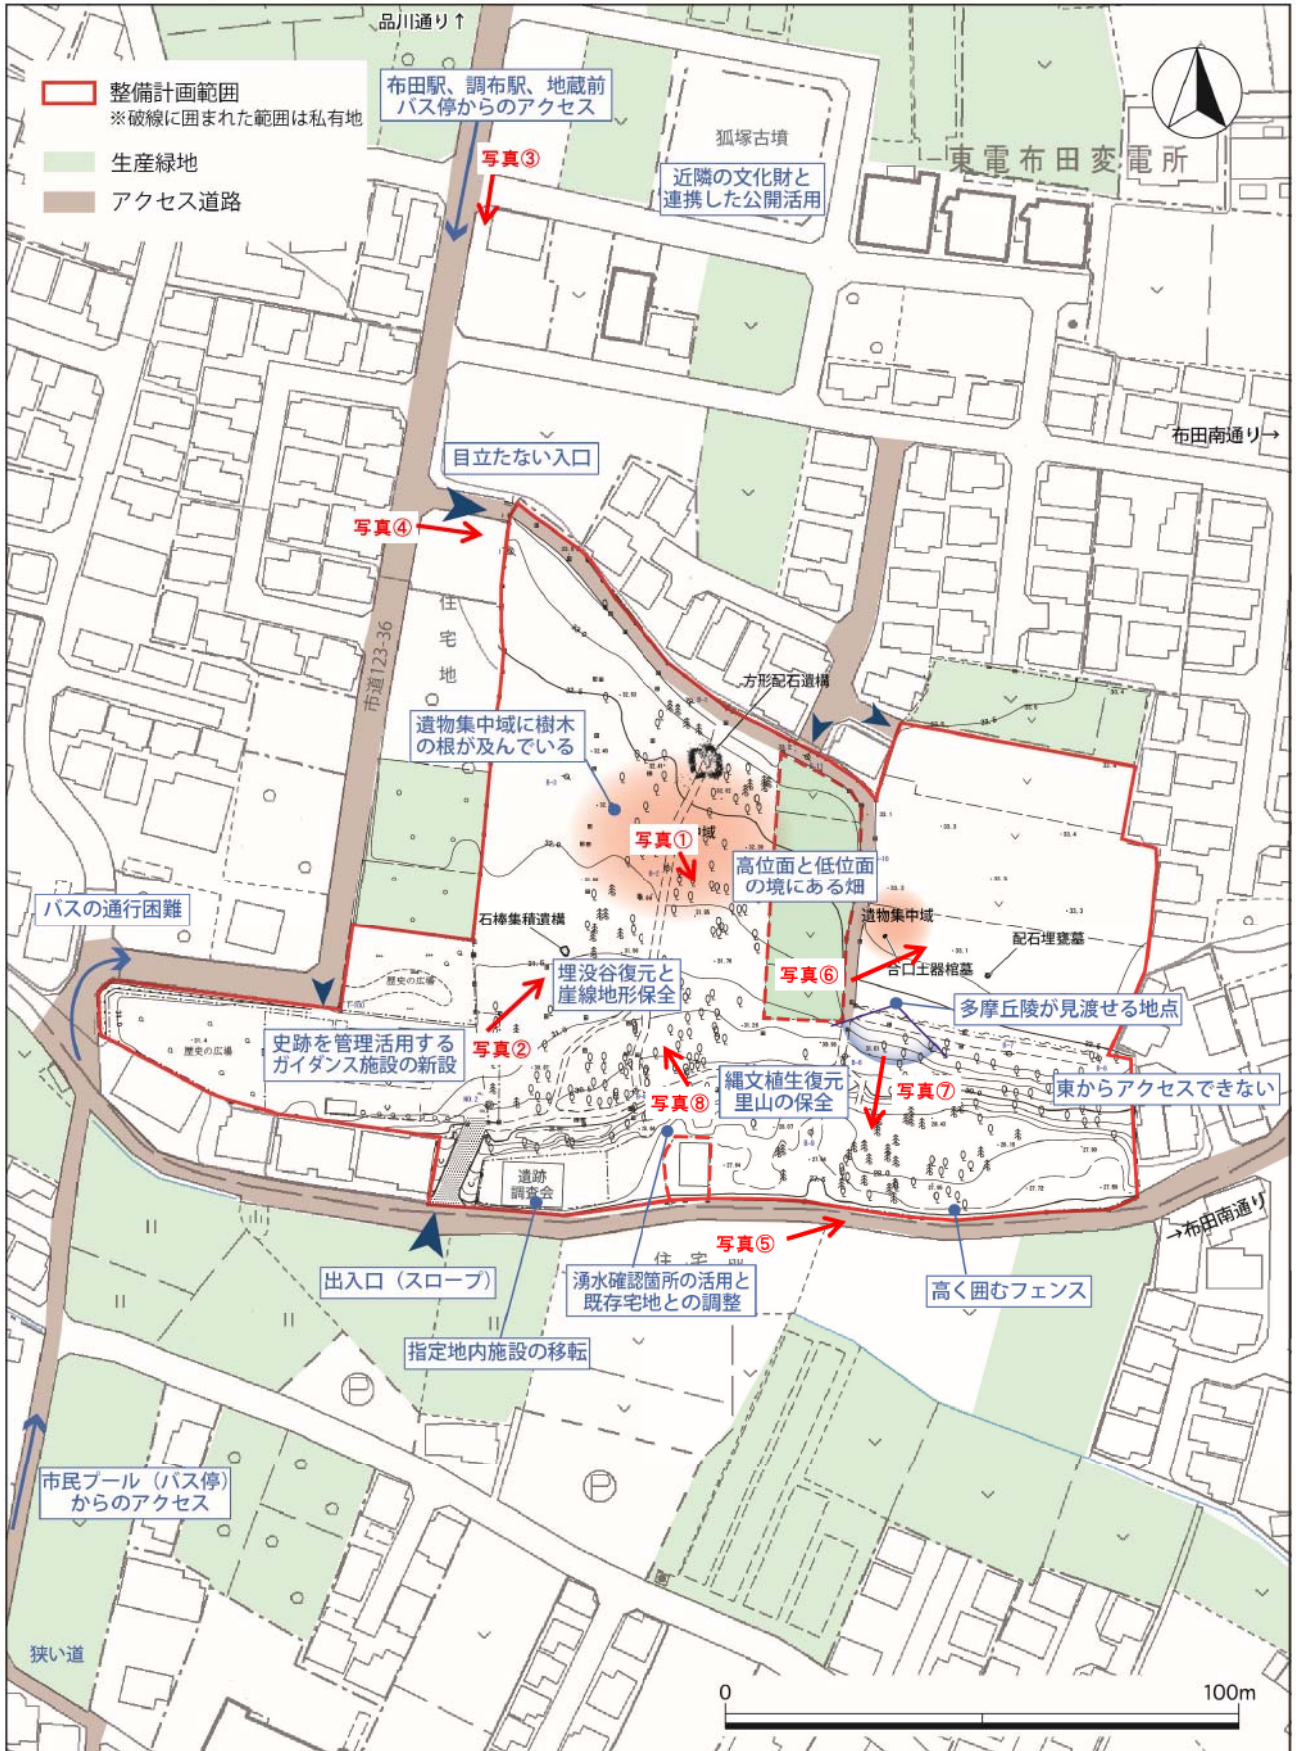 品川通り↑
整備計画範囲
※破線に囲まれた範囲は私有地
生産緑地
アクセス道路
布田駅、調布駅、地蔵前
バス停からのアクセス
写真③
狐塚古墳
近隣の文化財と
連携した公開活用
東電布田変電所
布田南通り→
目立たない入口
写真④
住宅地
市道123-36
方形配石遺構
遺物集中域に樹木
の根が及んでいる
写真①
中域
高位面と低位面
の境にある畑
バスの通行困難
石棒集積遺構
遺物集中域
配石埋甕墓
合口土器棺墓
写真⑥
歴史の広場
埋没谷復元と
崖線地形保全
多摩丘陵が見渡せる地点
歴史の広場
史跡を管理活用する
ガイダンス施設の新設
写真②
縄文植生復元
里山の保全
写真⑧
写真⑦
東からアクセスできない
遺跡
調査会
→布田南通り
写真⑤
住宅
出入口（スロープ）
湧水確認箇所の活用と
既存宅地との調整
高く囲むフェンス
指定地内施設の移転
Ⓟ
Ⓟ
市民プール（バス停）
からのアクセス
狭い道
0
100m